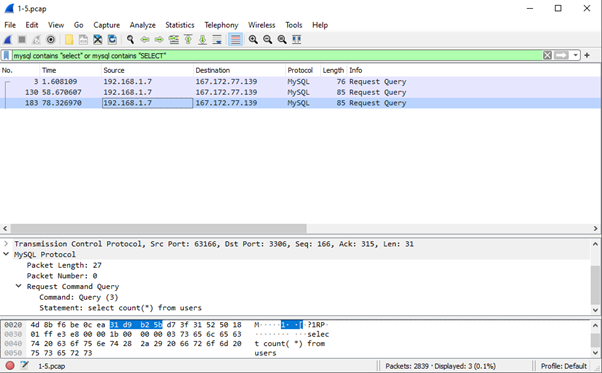 1-5.pcap
File Edit View Go Capture Analyze Statistics Telephony Wireless Tools Help
mysql contains "select" or mysql contains "SELECT"
No. Time Source Destination Protocol Length Info
3 1.608109 192.168.1.7 167.172.77.139 MySQL 76 Request Query
130 58.670607 192.168.1.7 167.172.77.139 MySQL 85 Request Query
183 78.326970 192.168.1.7 167.172.77.139 MySQL 85 Request Query
Transmission Control Protocol, Src Port: 63166, Dst Port: 3306, Seq: 166, Ack: 315, Len: 31
MySQL Protocol
Packet Length: 27
Packet Number: 0
Request Command Query
Command: Query (3)
Statement: select count(*) from users
0020 4d 8b f6 be 0c ea 31 d9 b2 5b d7 3f 31 52 50 18 M·····1· ·[·?1RP·
0030 01 ff e3 e8 00 00 1b 00 00 00 03 73 65 6c 65 63 ········ ···selec
0040 74 20 63 6f 75 6e 74 28 2a 29 20 66 72 6f 6d 20 t count( *) from
0050 75 73 65 72 73 users
1-5.pcap Packets: 2839 · Displayed: 3 (0.1%) Profile: Default